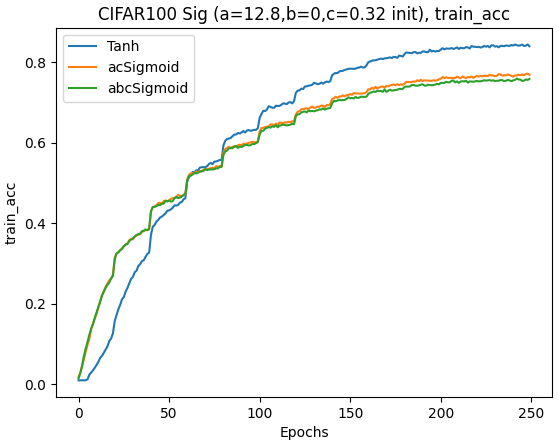 CIFAR100 Sig (a=12.8,b=0,c=0.32 init), train_acc
Tanh
acSigmoid
abcSigmoid
train_acc
0.8
0.6
0.4
0.2
0.0
0
50
100
150
200
250
Epochs